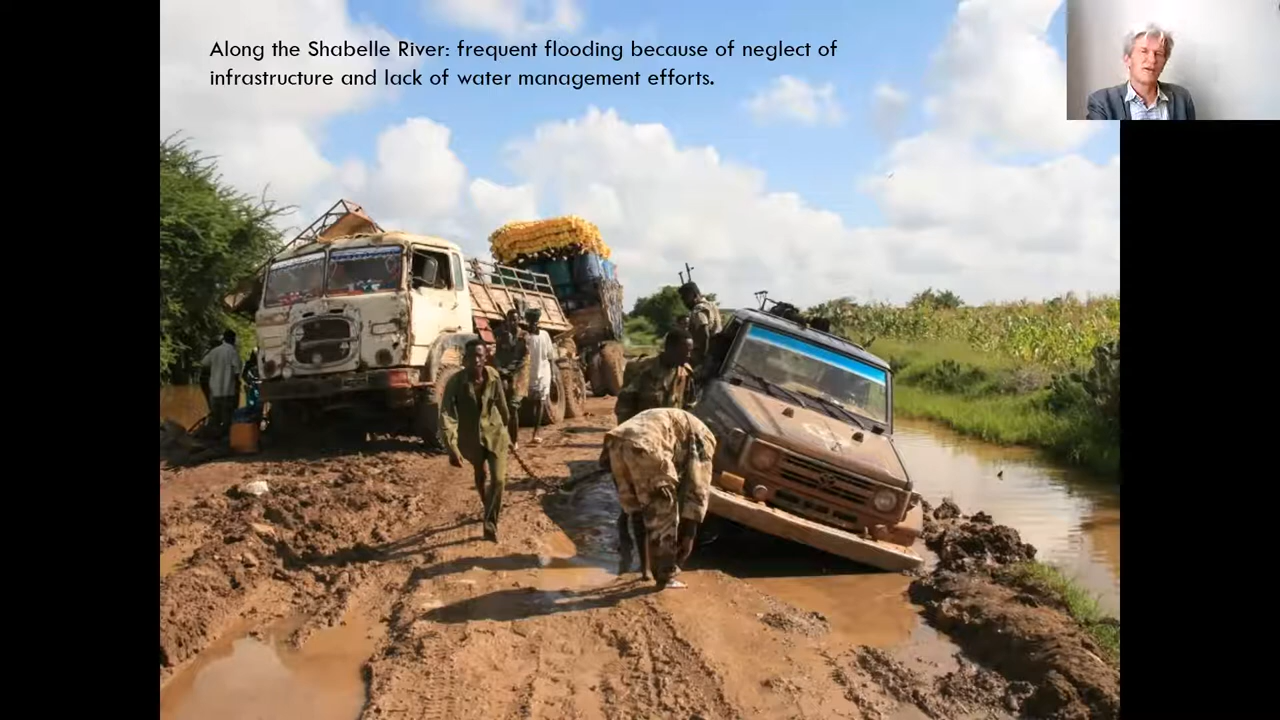 Along the Shabelle River: frequent flooding because of neglect of
infrastructure and lack of water management efforts.